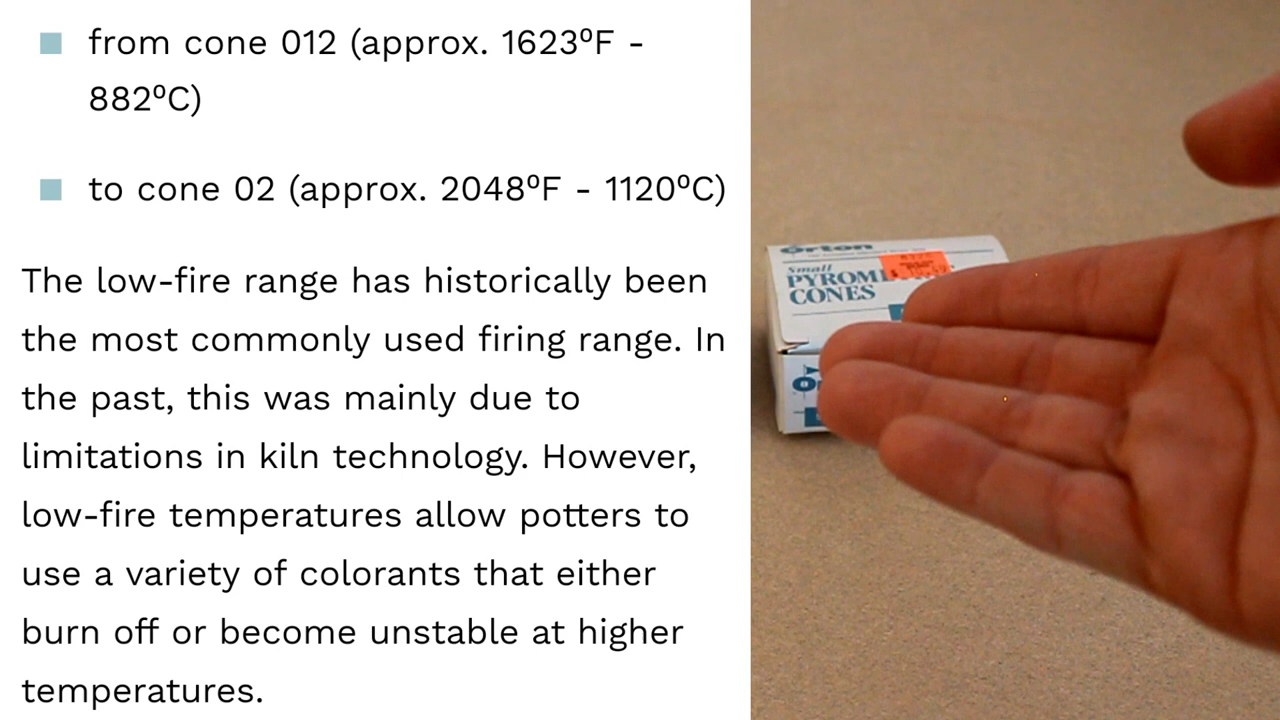 from cone 012 (approx. 1623ºF -
882ºC)
to cone 02 (approx. 2048ºF - 1120ºC)
The low-fire range has historically been
the most commonly used firing range. In
the past, this was mainly due to
limitations in kiln technology. However,
low-fire temperatures allow potters to
use a variety of colorants that either
burn off or become unstable at higher
temperatures.
Orton
Small
PYROME
CONES